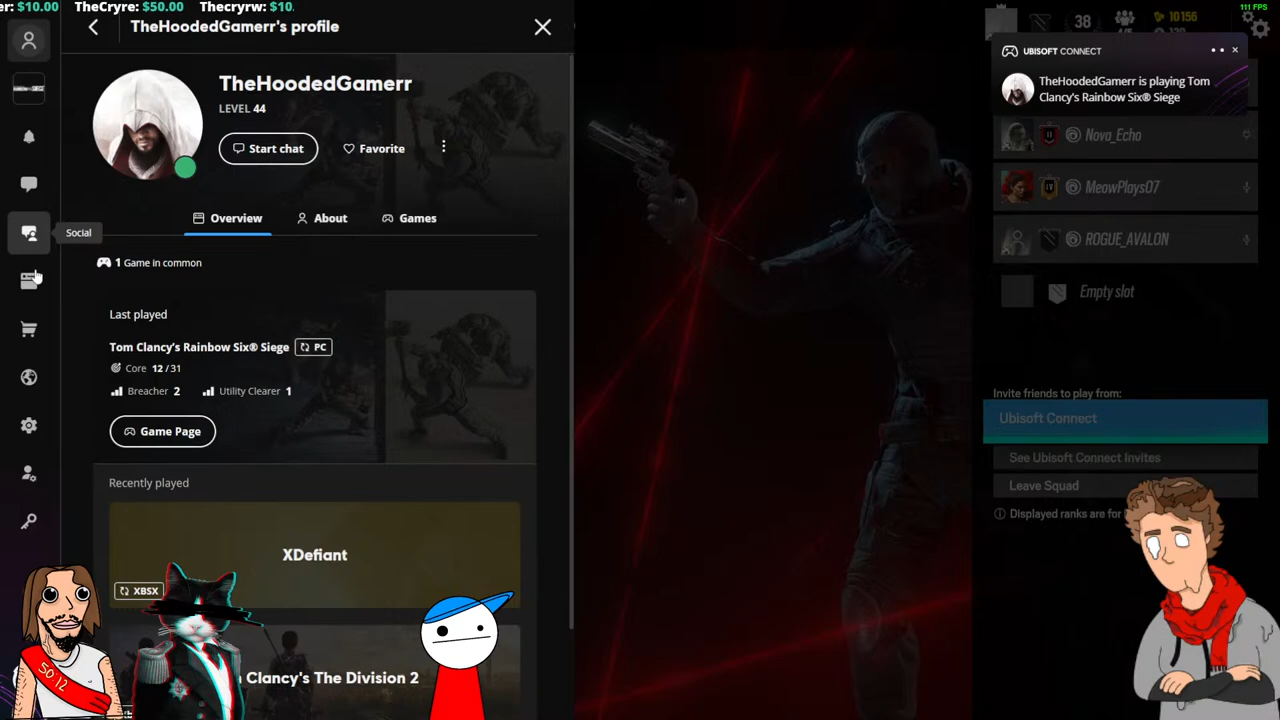 er: $10.00 TheCryre: $50.00 Thecryrw: $10.
111 FPS
TheHoodedGamerr's profile
38
10 156
UBISOFT CONNECT
TheHoodedGamerr is playing Tom
Clancy's Rainbow Six® Siege
TheHoodedGamerr
LEVEL 44
Start chat
Favorite
Nova_Echo
MeowPlays07
Overview
About
Games
Social
ROGUE_AVALON
1 Game in common
Empty slot
Last played
Tom Clancy's Rainbow Six® Siege PC
Core 12/31
Breacher 2 Utility Clearer 1
Invite friends to play from:
Ubisoft Connect
Game Page
See Ubisoft Connect Invites
Recently played
Leave Squad
Displayed ranks are for
XDefiant
XBSX
Clancy's The Division 2
50:12